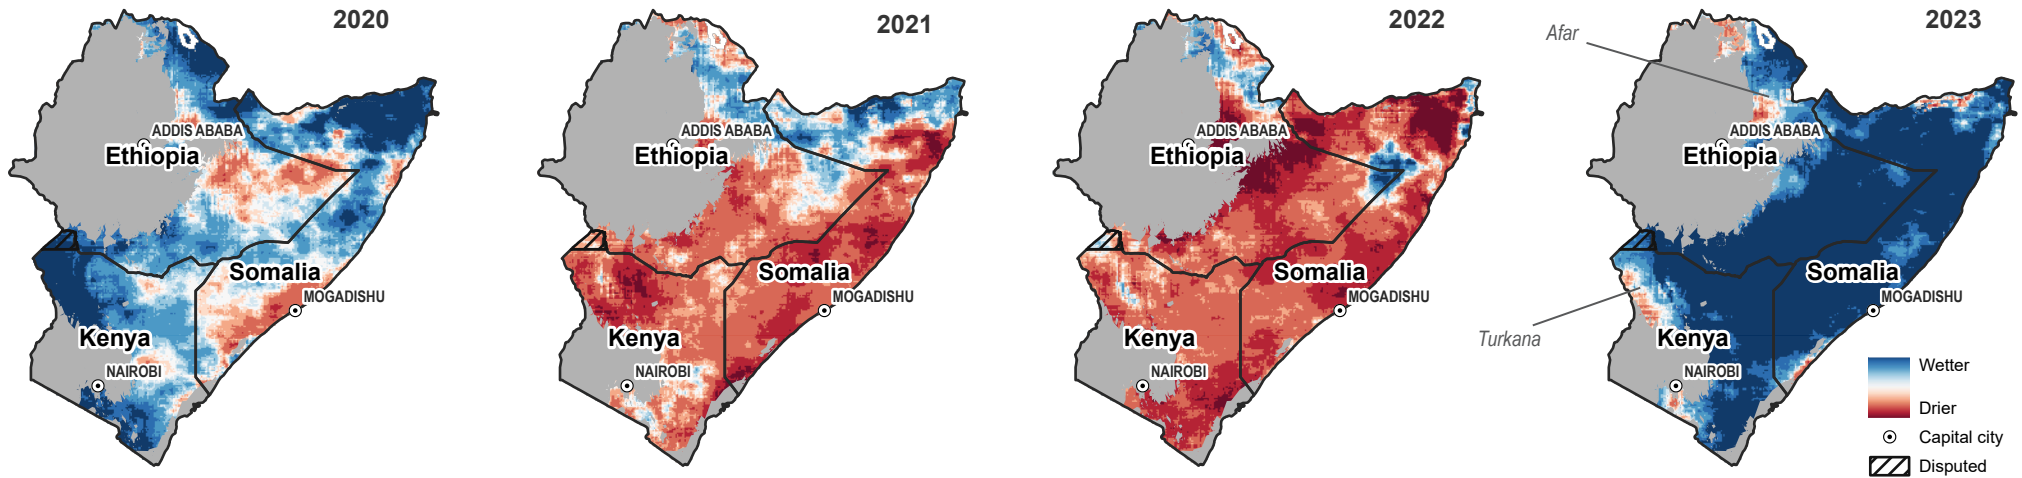 2020
ADDIS ABABA
Ethiopia
Somalia
MOGADISHU
Kenya
NAIROBI
2021
ADDIS ABABA
Ethiopia
Somalia
MOGADISHU
Kenya
NAIROBI
2022
ADDIS ABABA
Ethiopia
Somalia
MOGADISHU
Kenya
NAIROBI
2023
Afar
ADDIS ABABA
Ethiopia
Somalia
MOGADISHU
Turkana
Kenya
NAIROBI
Wetter
Drier
Capital city
Disputed